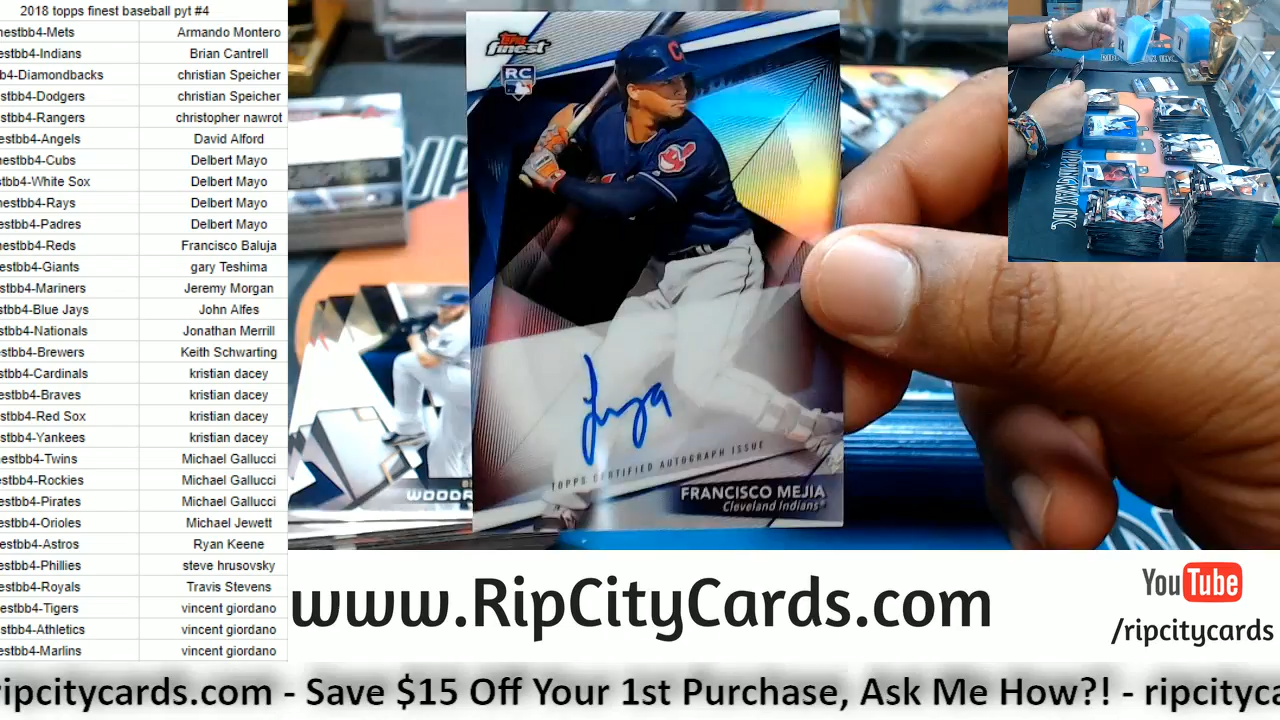 2018 topps finest baseball pyt #4
nestbb4-Mets Armando Montero
estbb4-Indians Brian Cantrell
b4-Diamondbacks christian Speicher
stbb4-Dodgers christian Speicher
stbb4-Rangers christopher nawrot
estbb4-Angels David Alford
nestbb4-Cubs Delbert Mayo
stbb4-White Sox Delbert Mayo
nestbb4-Rays Delbert Mayo
estbb4-Padres Delbert Mayo
nestbb4-Reds Francisco Baluja
estbb4-Giants gary Teshima
stbb4-Mariners Jeremy Morgan
stbb4-Blue Jays John Alfes
stbb4-Nationals Jonathan Merrill
estbb4-Brewers Keith Schwarting
stbb4-Cardinals kristian dacey
estbb4-Braves kristian dacey
estbb4-Red Sox kristian dacey
stbb4-Yankees kristian dacey
nestbb4-Twins Michael Gallucci
stbb4-Rockies Michael Gallucci
estbb4-Pirates Michael Gallucci
estbb4-Orioles Michael Jewett
estbb4-Astros Ryan Keene
estbb4-Phillies steve hrusovsky
estbb4-Royals Travis Stevens
estbb4-Tigers vincent giordano
stbb4-Athletics vincent giordano
estbb4-Marlins vincent giordano
TOPPS
finest
RC
C
TOPPS CERTIFIED AUTOGRAPH ISSUE
FRANCISCO MEJIA
Cleveland Indians
WOODR
www.RipCityCards.com
YouTube
/ripcitycards
ripcitycards.com - Save $15 Off Your 1st Purchase, Ask Me How?! - ripcityca